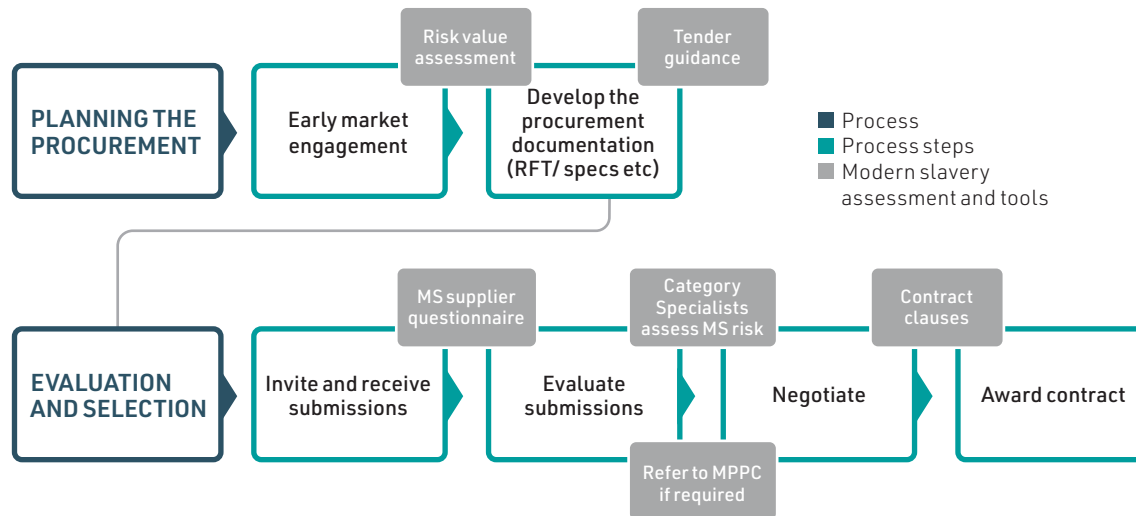 Risk value
assessment
Tender
guidance
PLANNING THE
PROCUREMENT
Early market
engagement
Develop the
procurement
documentation
(RFT/ specs etc)
Process
Process steps
Modern slavery
assessment and tools
MS supplier
questionnaire
Category
Specialists
assess MS risk
Contract
clauses
EVALUATION
AND SELECTION
Invite and receive
submissions
Evaluate
submissions
Negotiate
Award contract
Refer to MPPC
if required